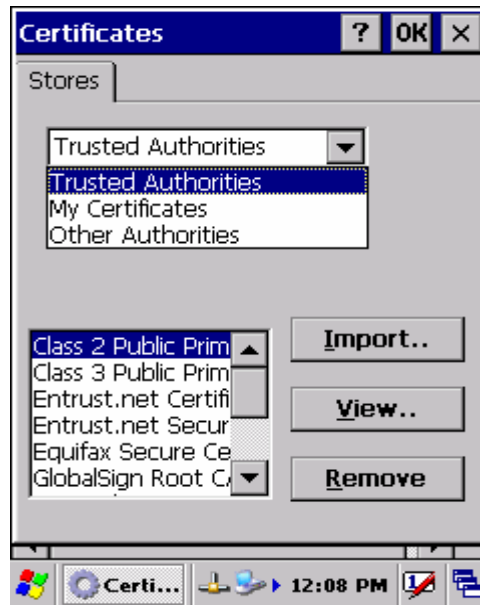 Certificates ? OK ×
Stores
Trusted Authorities
Trusted Authorities
My Certificates
Other Authorities
Class 2 Public Prim
Class 3 Public Prim
Entrust.net Certifi
Entrust.net Secur
Equifax Secure Ce
GlobalSign Root CA
Import..
View..
Remove
Certi... 12:08 PM